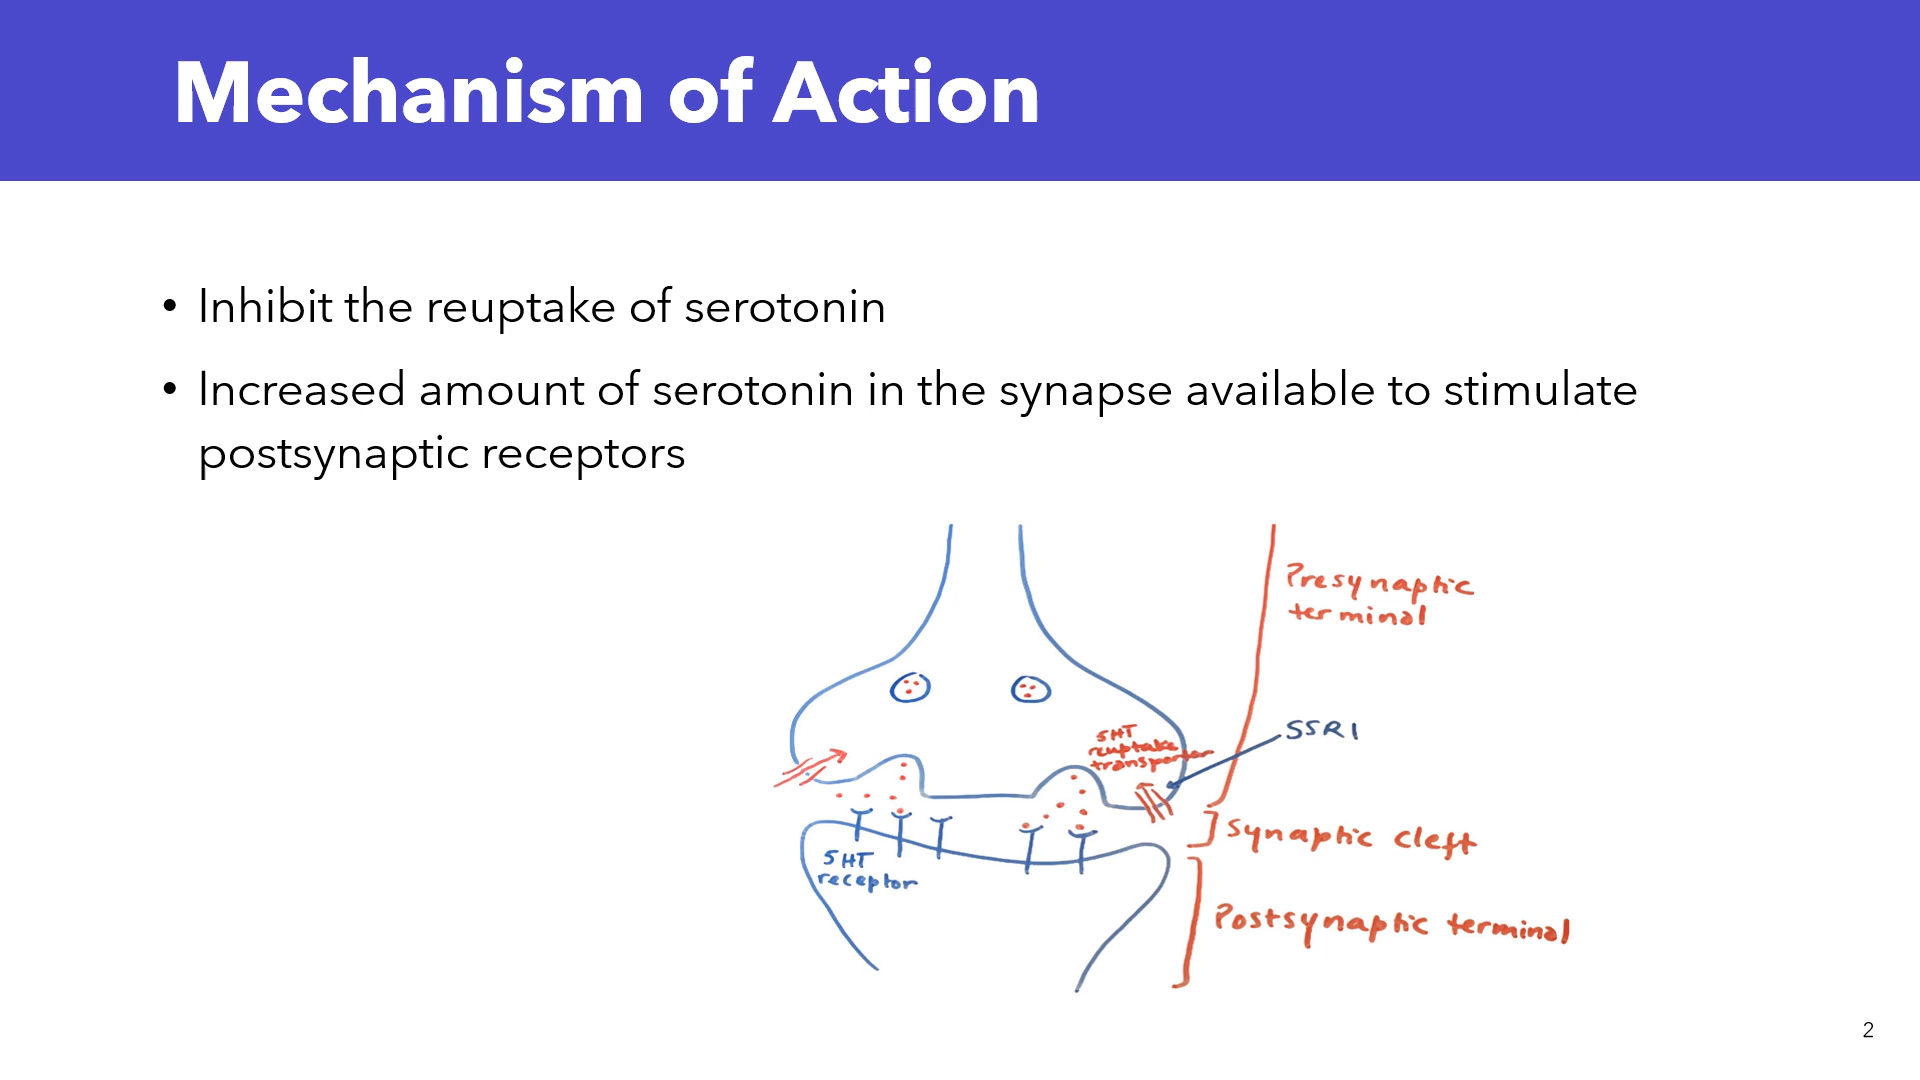 Mechanism of Action
• Inhibit the reuptake of serotonin
• Increased amount of serotonin in the synapse available to stimulate
postsynaptic receptors
Presynaptic
terminal
SSRI
5HT
reuptake
transporter
Synaptic cleft
5HT
receptor
Postsynaptic terminal
2